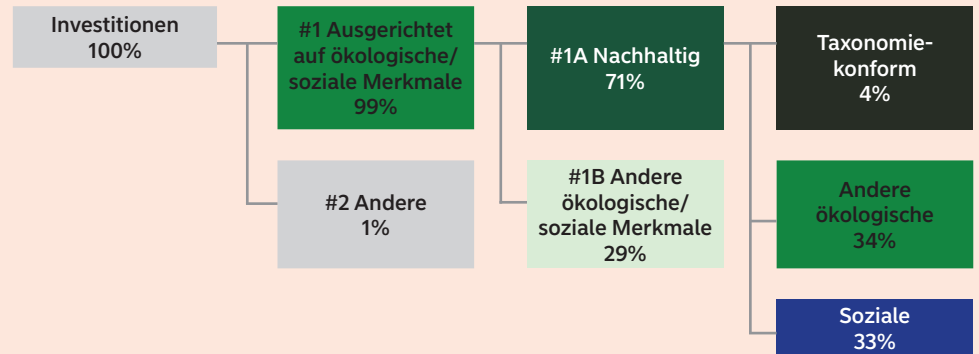 Investitionen
100%
#1 Ausgerichtet
auf ökologische/
soziale Merkmale
99%
#1A Nachhaltig
71%
Taxonomie-
konform
4%
#2 Andere
1%
#1B Andere
ökologische/
soziale Merkmale
29%
Andere
ökologische
34%
Soziale
33%